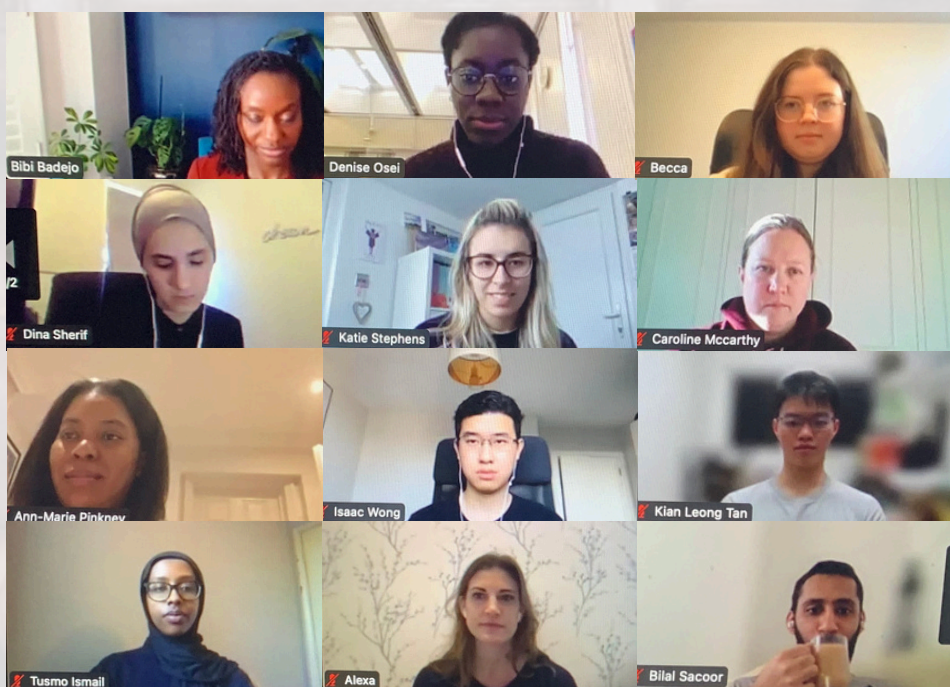 Bibi Badejo
Denise Osei
Becca
/2
Dina Sherif
Katie Stephens
Caroline Mccarthy
Ann-Marie Pinkney
Isaac Wong
Kian Leong Tan
Tusmo Ismail
Alexa
Bilal Sacoor